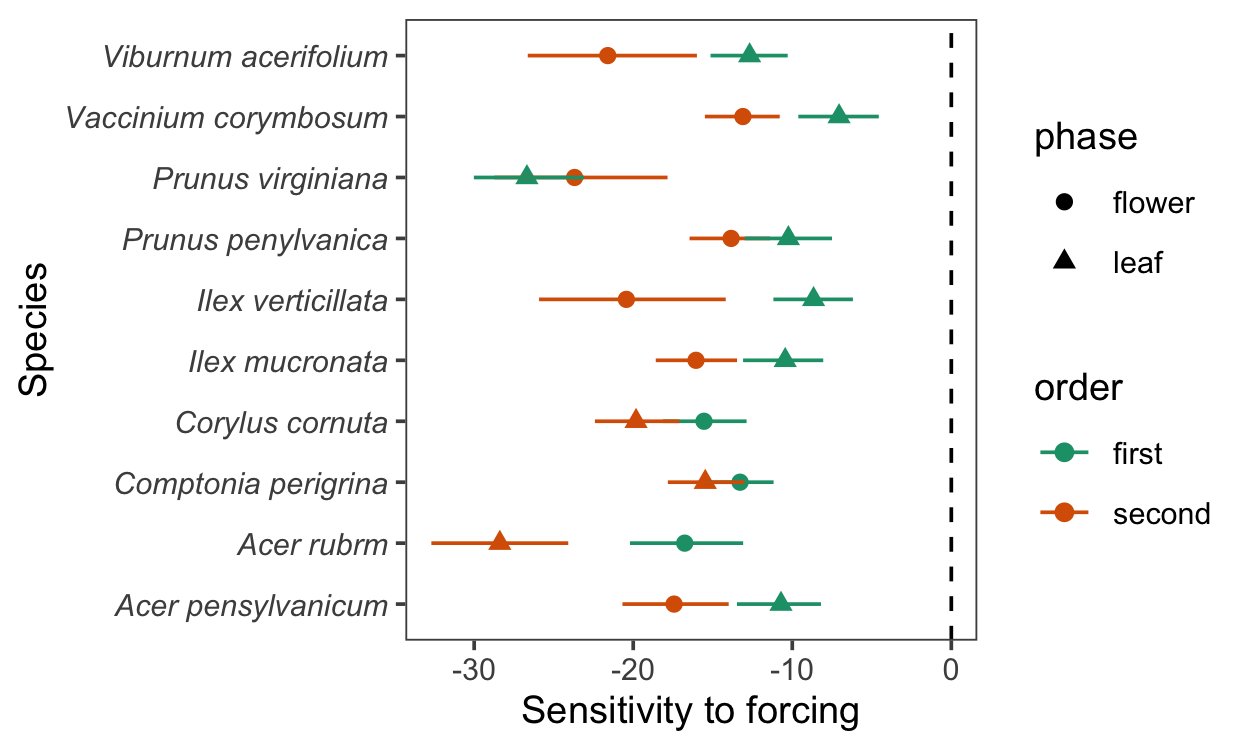 Species
Viburnum acerifolium
Vaccinium corymbosum
Prunus virginiana
Prunus penylvanica
Ilex verticillata
Ilex mucronata
Corylus cornuta
Comptonia perigrina
Acer rubrm
Acer pensylvanicum
-30 -20 -10 0
Sensitivity to forcing
phase
flower
leaf
order
first
second